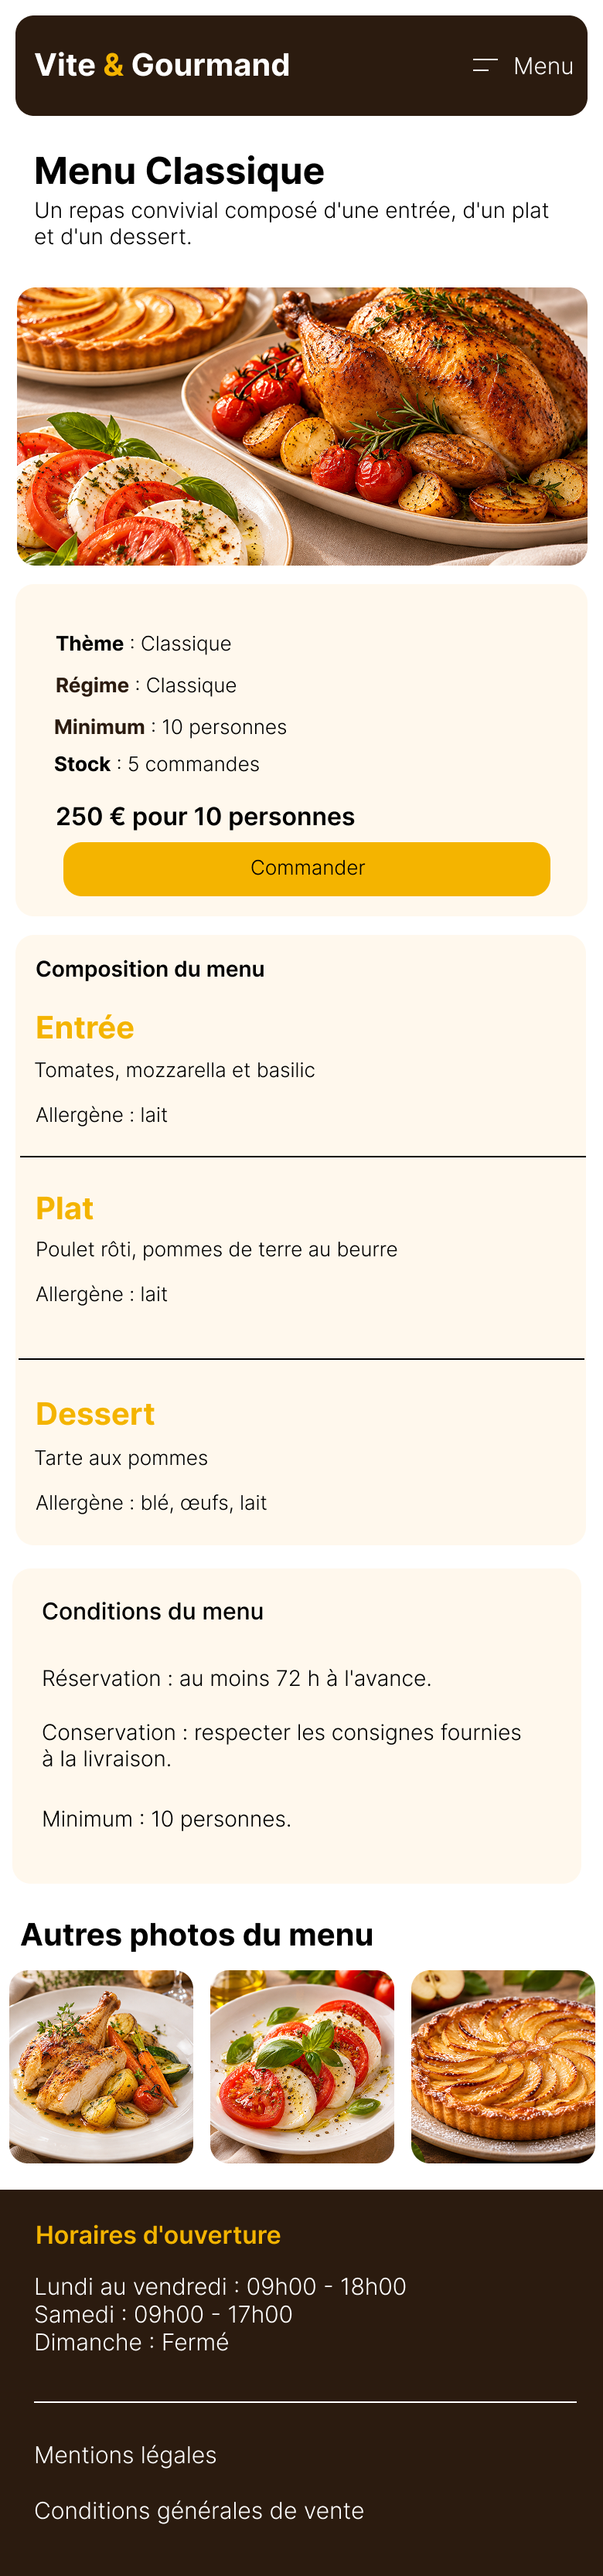 Vite & Gourmand
Menu
Menu Classique
Un repas convivial composé d'une entrée, d'un plat
et d'un dessert.
Thème : Classique
Régime : Classique
Minimum : 10 personnes
Stock : 5 commandes
250 € pour 10 personnes
Commander
Composition du menu
Entrée
Tomates, mozzarella et basilic
Allergène : lait
Plat
Poulet rôti, pommes de terre au beurre
Allergène : lait
Dessert
Tarte aux pommes
Allergène : blé, œufs, lait
Conditions du menu
Réservation : au moins 72 h à l'avance.
Conservation : respecter les consignes fournies
à la livraison.
Minimum : 10 personnes.
Autres photos du menu
Horaires d'ouverture
Lundi au vendredi : 09h00 - 18h00
Samedi : 09h00 - 17h00
Dimanche : Fermé
Mentions légales
Conditions générales de vente